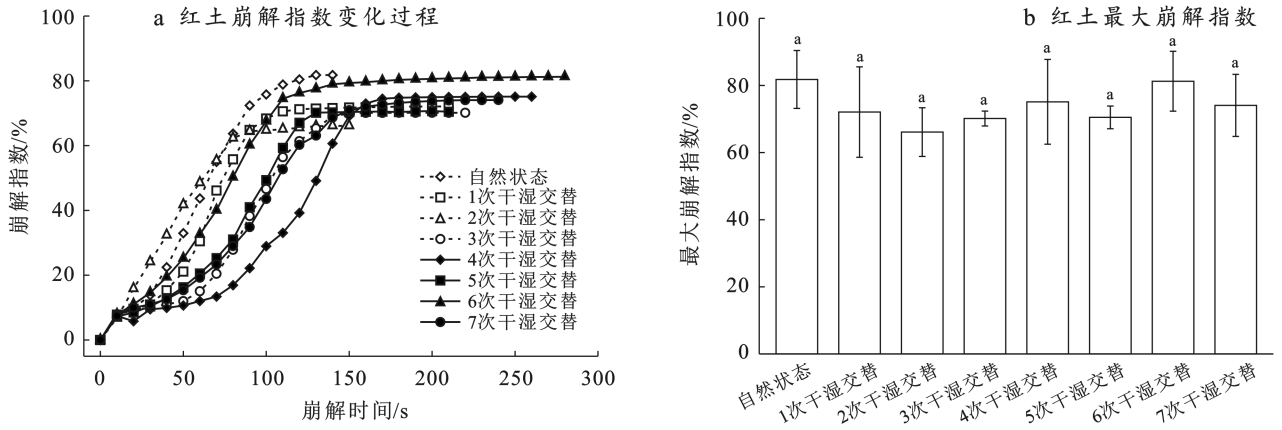 a 红土崩解指数变化过程
100
80
60
40
20
0
崩解指数/%
0 50 100 150 200 250 300
崩解时间/s
自然状态
1次干湿交替
2次干湿交替
3次干湿交替
4次干湿交替
5次干湿交替
6次干湿交替
7次干湿交替
b 红土最大崩解指数
100
80
60
40
20
0
最大崩解指数/%
a a a a a a a a
自然状态
1次干湿交替
2次干湿交替
3次干湿交替
4次干湿交替
5次干湿交替
6次干湿交替
7次干湿交替